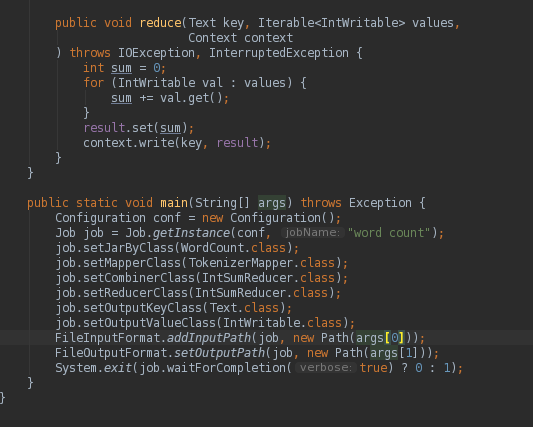 public void reduce(Text key, Iterable<IntWritable> values,
Context context
) throws IOException, InterruptedException {
int sum = 0;
for (IntWritable val : values) {
sum += val.get();
}
result.set(sum);
context.write(key, result);
}
}
public static void main(String[] args) throws Exception {
Configuration conf = new Configuration();
Job job = Job.getInstance(conf, jobName: "word count");
job.setJarByClass(WordCount.class);
job.setMapperClass(TokenizerMapper.class);
job.setCombinerClass(IntSumReducer.class);
job.setReducerClass(IntSumReducer.class);
job.setOutputKeyClass(Text.class);
job.setOutputValueClass(IntWritable.class);
FileInputFormat.addInputPath(job, new Path(args[0]));
FileOutputFormat.setOutputPath(job, new Path(args[1]));
System.exit(job.waitForCompletion( verbose: true) ? 0 : 1);
}
}